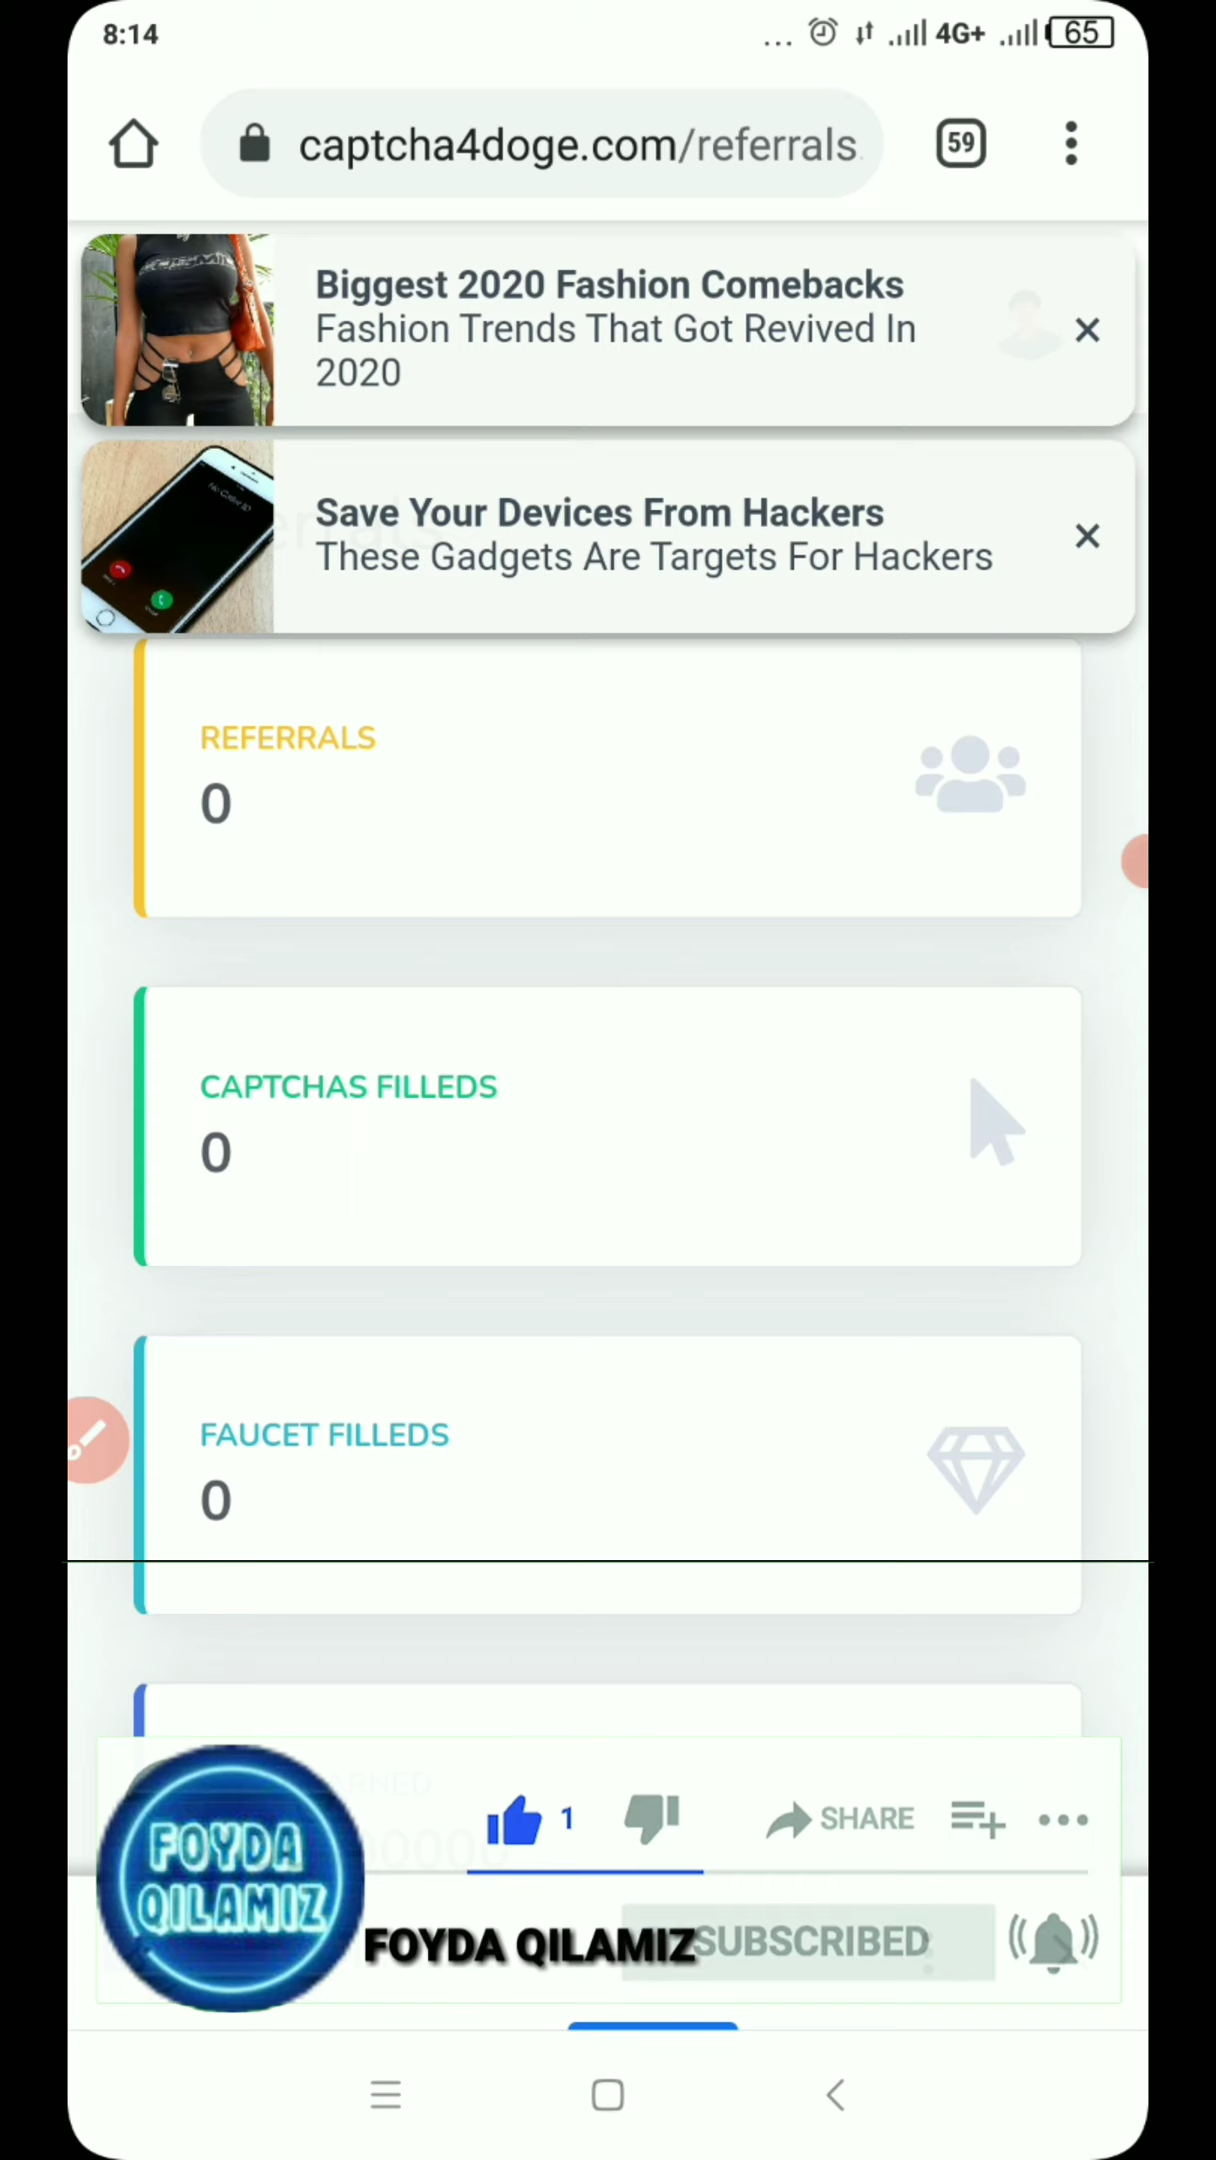 8:14
... 4G+ 65
captcha4doge.com/referrals
59
Biggest 2020 Fashion Comebacks
Fashion Trends That Got Revived In
2020
Save Your Devices From Hackers
These Gadgets Are Targets For Hackers
REFERRALS
0
CAPTCHAS FILLEDS
0
FAUCET FILLEDS
0
FOYDA
QILAMIZ
1
SHARE
FOYDA QILAMIZ
SUBSCRIBED